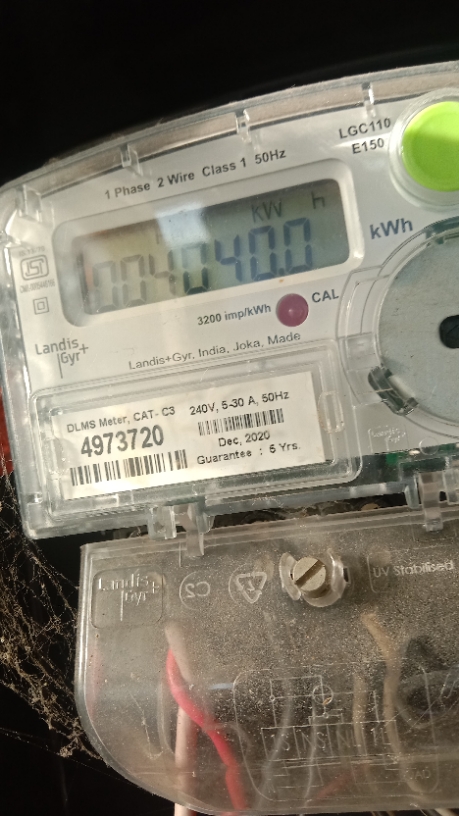 LGC110
E150
1 Phase 2 Wire Class 1 50Hz
kW h
004040.0
kWh
3200 imp/kWh
CAL
Landis+
Gyr
Landis+Gyr, India, Joka, Made
DLMS Meter, CAT- C3
240V, 5-30 A, 50Hz
4973720
Dec, 2020
Guarantee : 5 Yrs.
Landis+
Gyr
C2
UV Stabilised